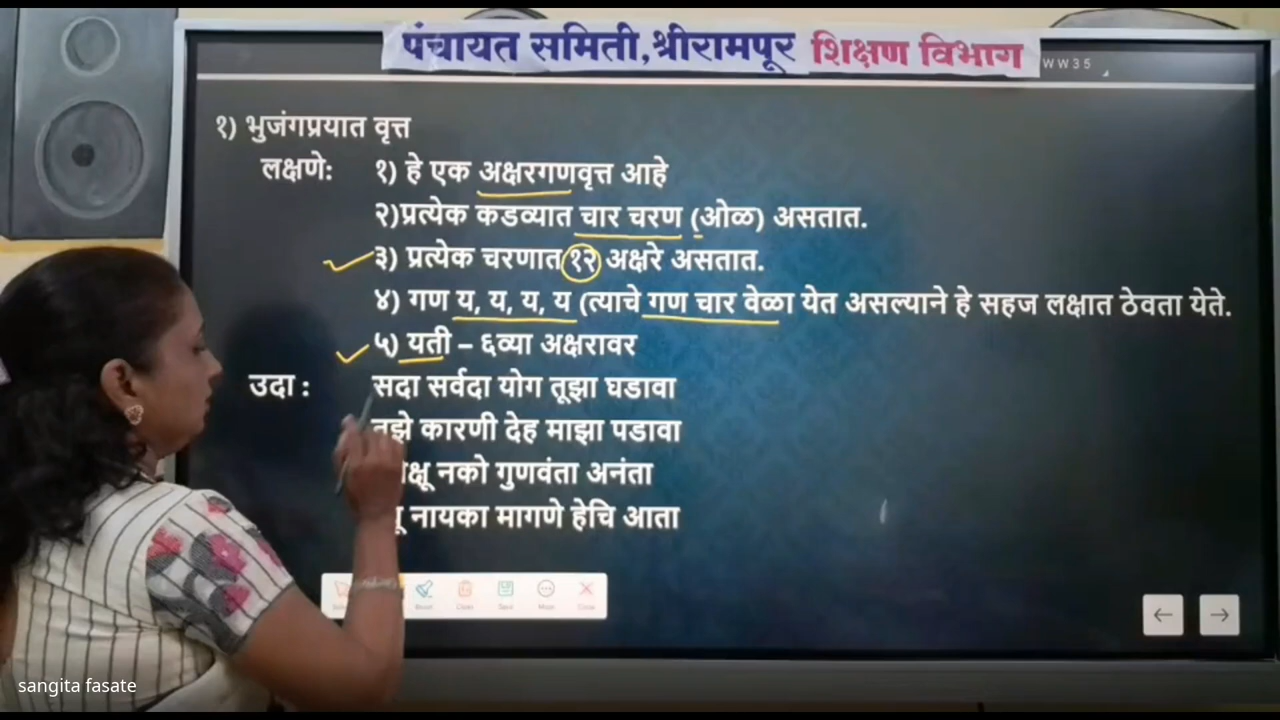 पंचायत समिती,श्रीरामपूर शिक्षण विभाग
WW35
१) भुजंगप्रयात वृत्त
लक्षणे: १) हे एक अक्षरगणवृत्त आहे
२)प्रत्येक कडव्यात चार चरण (ओळ) असतात.
३) प्रत्येक चरणात १२ अक्षरे असतात.
४) गण य, य, य, य (त्याचे गण चार वेळा येत असल्याने हे सहज लक्षात ठेवता येते.
५) यती – ६व्या अक्षरावर
उदा : सदा सर्वदा योग तूझा घडावा
कारणी देह माझा पडावा
नको गुणवंता अनंता
नायका मागणे हेचि आता
More
sangita fasate